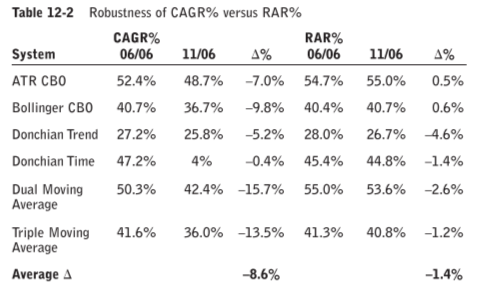 Table 12-2 Robustness of CAGR% versus RAR%
CAGR% RAR%
System 06/06 11/06 Δ% 06/06 11/06 Δ%
ATR CBO 52.4% 48.7% –7.0% 54.7% 55.0% 0.5%
Bollinger CBO 40.7% 36.7% –9.8% 40.4% 40.7% 0.6%
Donchian Trend 27.2% 25.8% –5.2% 28.0% 26.7% –4.6%
Donchian Time 47.2% 4% –0.4% 45.4% 44.8% –1.4%
Dual Moving 50.3% 42.4% –15.7% 55.0% 53.6% –2.6%
Average
Triple Moving 41.6% 36.0% –13.5% 41.3% 40.8% –1.2%
Average
Average Δ –8.6% –1.4%